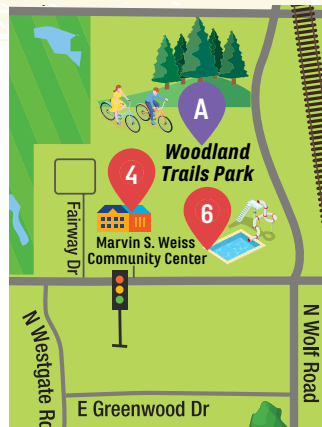 A
Woodland
Trails Park
4
6
Fairway Dr
Marvin S. Weiss
Community Center
N Westgate Rd
N Wolf Road
E Greenwood Dr